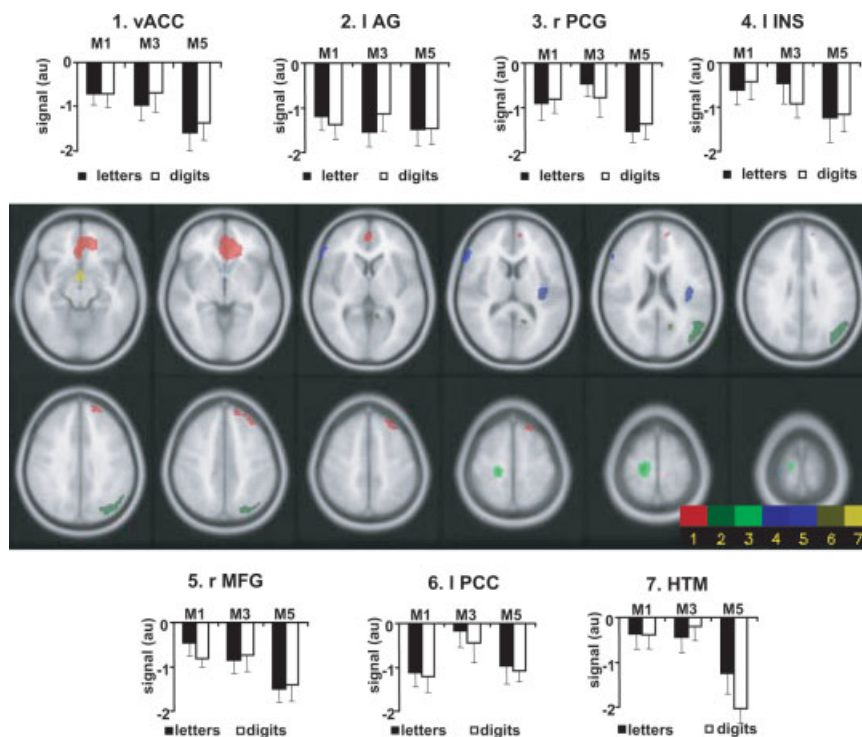 1. vACC
2. l AG
3. r PCG
4. l INS
M1 M3 M5
M1 M3 M5
M1 M3 M5
M1 M3 M5
signal (au)
0
-1
-2
signal (au)
0
-1
-2
signal (au)
0
-1
-2
signal (au)
0
-1
-2
letters digits
letter digits
letters digits
letters digits
1 2 3 4 5 6 7
5. r MFG
6. l PCC
7. HTM
M1 M3 M5
M1 M3 M5
M1 M3 M5
signal (au)
0
-1
-2
signal (au)
0
-1
-2
signal (au)
0
-1
-2
letters digits
letters digits
letters digits